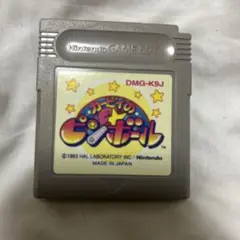 Nintendo GAME BOY
DMG-K9J
カービィの
ピンボール
© 1993 HAL LABORATORY INC / Nintendo
MADE IN JAPAN